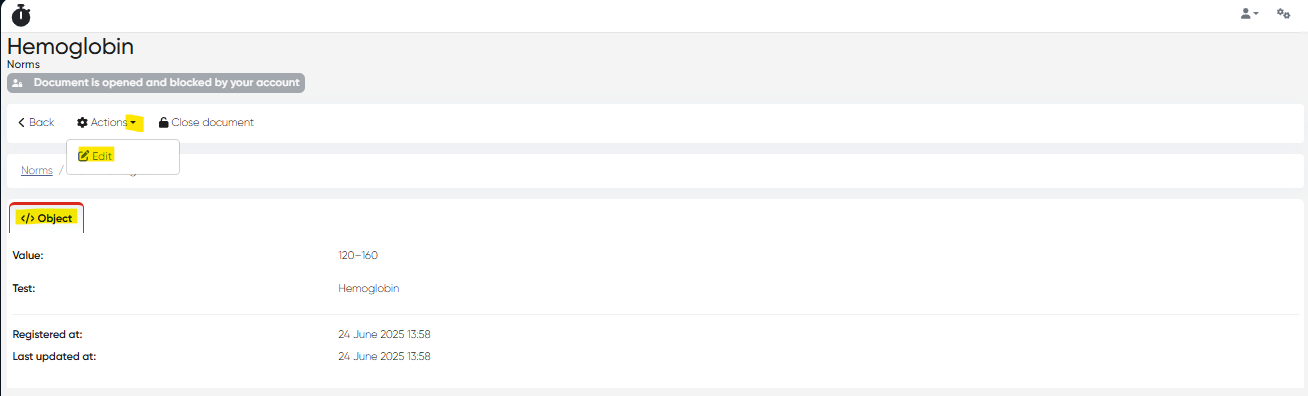 Hemoglobin
Norms
Document is opened and blocked by your account
Back Actions Close document
Edit
Norms /
</> Object
Value: 120–160
Test: Hemoglobin
Registered at: 24 June 2025 13:58
Last updated at: 24 June 2025 13:58